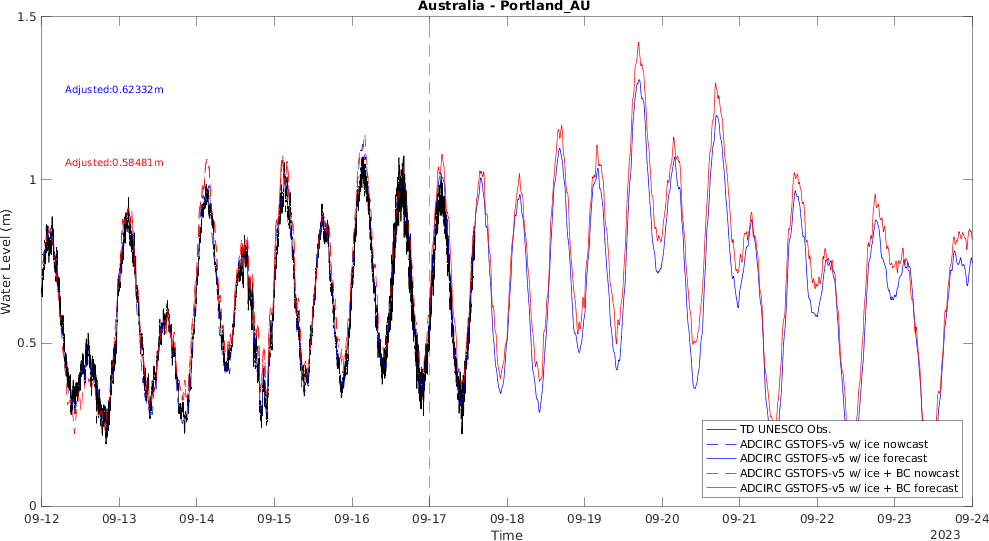 Australia - Portland_AU
1.5
1
0.5
0
Water Level (m)
Adjusted:0.62332m
Adjusted:0.58481m
TD UNESCO Obs.
ADCIRC GSTOFS-v5 w/ ice nowcast
ADCIRC GSTOFS-v5 w/ ice forecast
ADCIRC GSTOFS-v5 w/ ice + BC nowcast
ADCIRC GSTOFS-v5 w/ ice + BC forecast
09-12 09-13 09-14 09-15 09-16 09-17 09-18 09-19 09-20 09-21 09-22 09-23 09-24
Time
2023